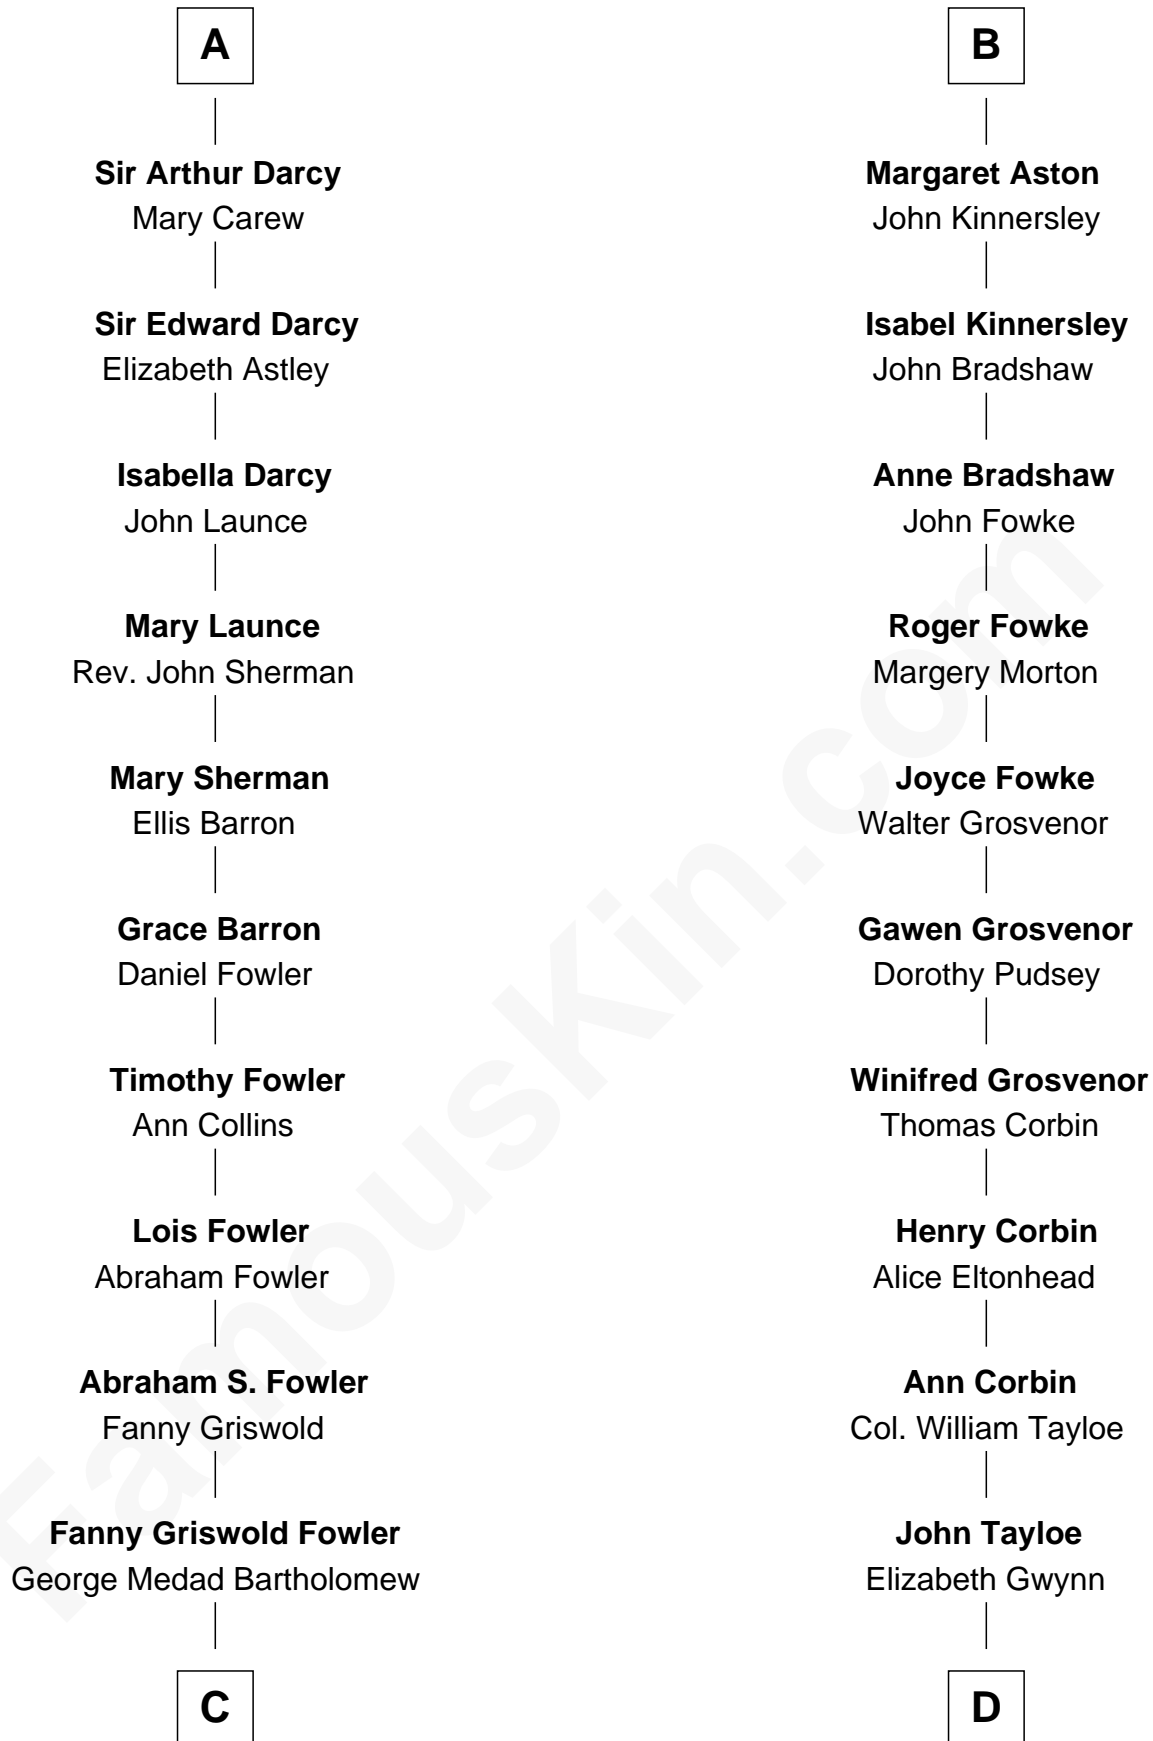 A
Sir Arthur Darcy
Mary Carew
Sir Edward Darcy
Elizabeth Astley
Isabella Darcy
John Launce
Mary Launce
Rev. John Sherman
Mary Sherman
Ellis Barron
Grace Barron
Daniel Fowler
Timothy Fowler
Ann Collins
Lois Fowler
Abraham Fowler
Abraham S. Fowler
Fanny Griswold
Fanny Griswold Fowler
George Medad Bartholomew
C
B
Margaret Aston
John Kinnersley
Isabel Kinnersley
John Bradshaw
Anne Bradshaw
John Fowke
Roger Fowke
Margery Morton
Joyce Fowke
Walter Grosvenor
Gawen Grosvenor
Dorothy Pudsey
Winifred Grosvenor
Thomas Corbin
Henry Corbin
Alice Eltonhead
Ann Corbin
Col. William Tayloe
John Tayloe
Elizabeth Gwynn
D
FamousKin.com